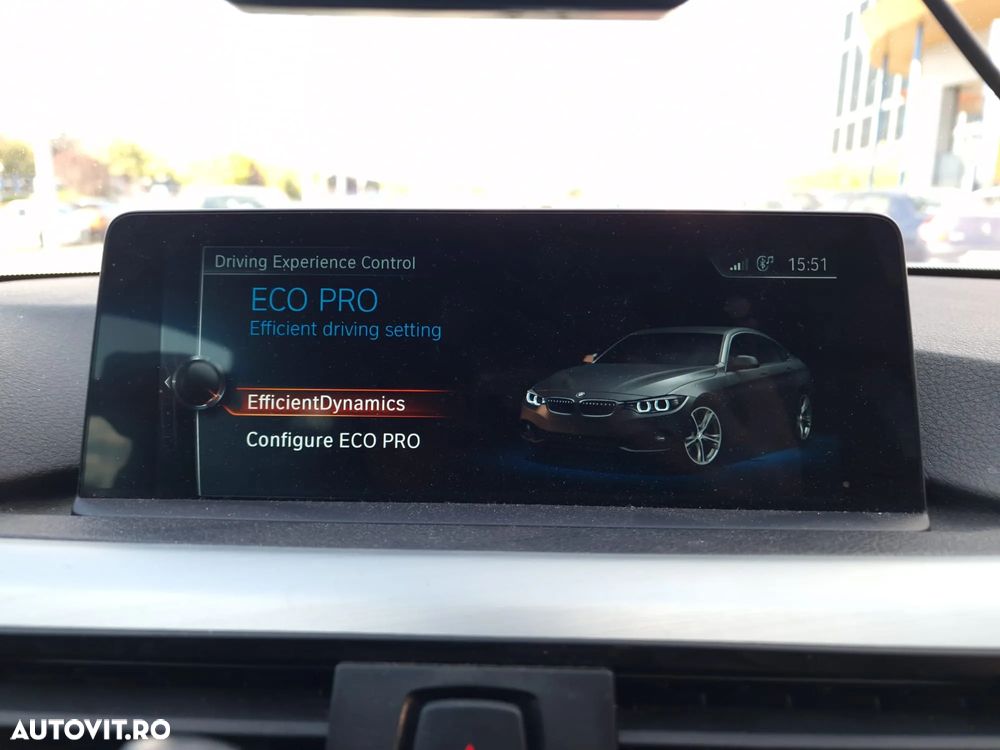 Driving Experience Control
15:51
ECO PRO
Efficient driving setting
EfficientDynamics
Configure ECO PRO
AUTOVIT.RO